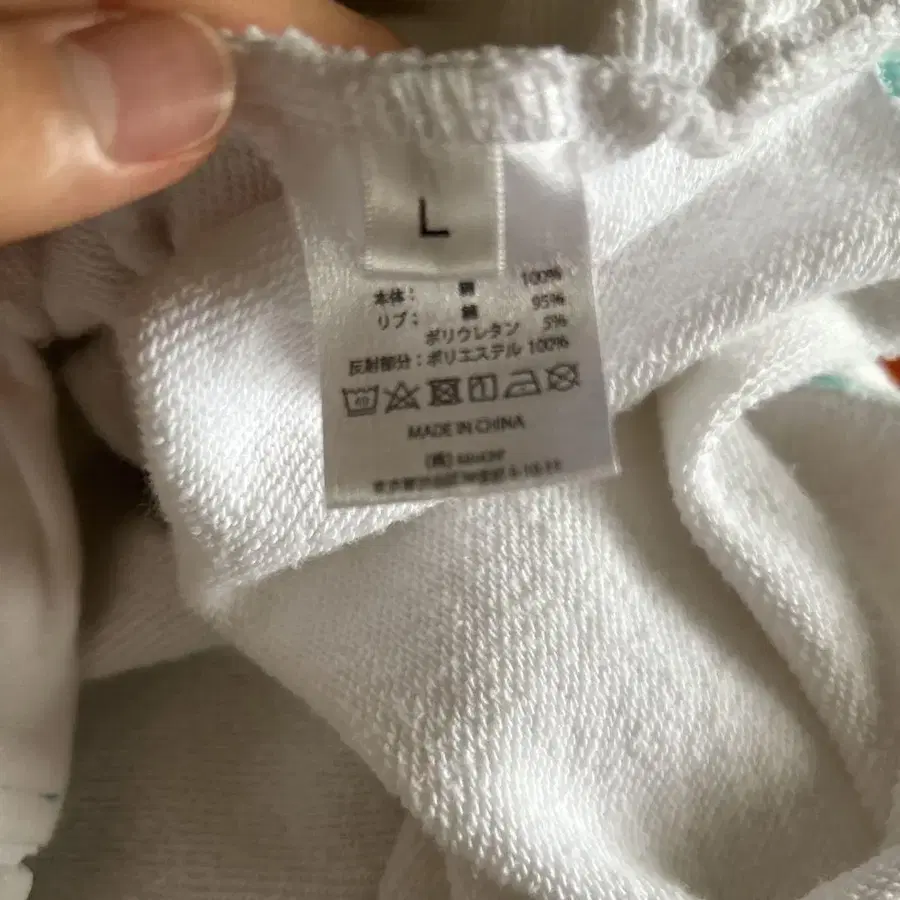 L
本体: 綿 100%
リブ: 綿 95%
ポリウレタン 5%
反射部分:ポリエステル 100%
MADE IN CHINA
(株)